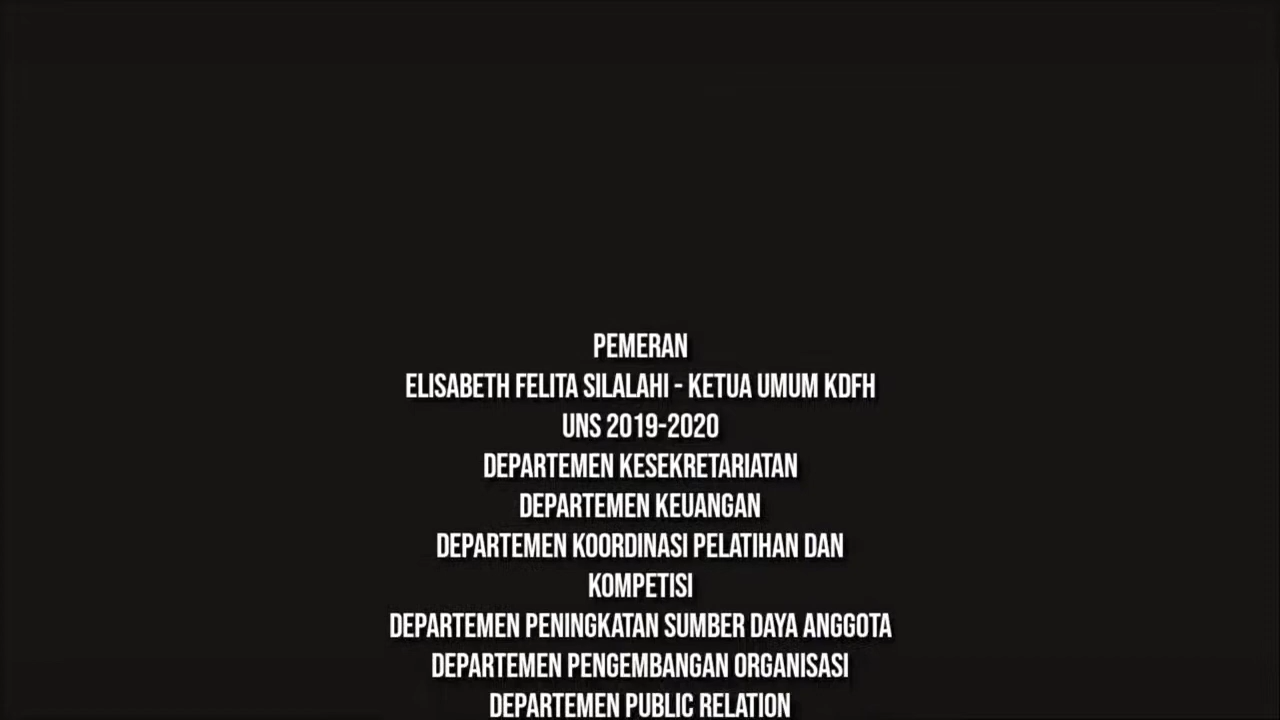 PEMERAN
ELISABETH FELITA SILALAHI - KETUA UMUM KDFH
UNS 2019-2020
DEPARTEMEN KESEKRETARIATAN
DEPARTEMEN KEUANGAN
DEPARTEMEN KOORDINASI PELATIHAN DAN
KOMPETISI
DEPARTEMEN PENINGKATAN SUMBER DAYA ANGGOTA
DEPARTEMEN PENGEMBANGAN ORGANISASI
DEPARTEMEN PUBLIC RELATION